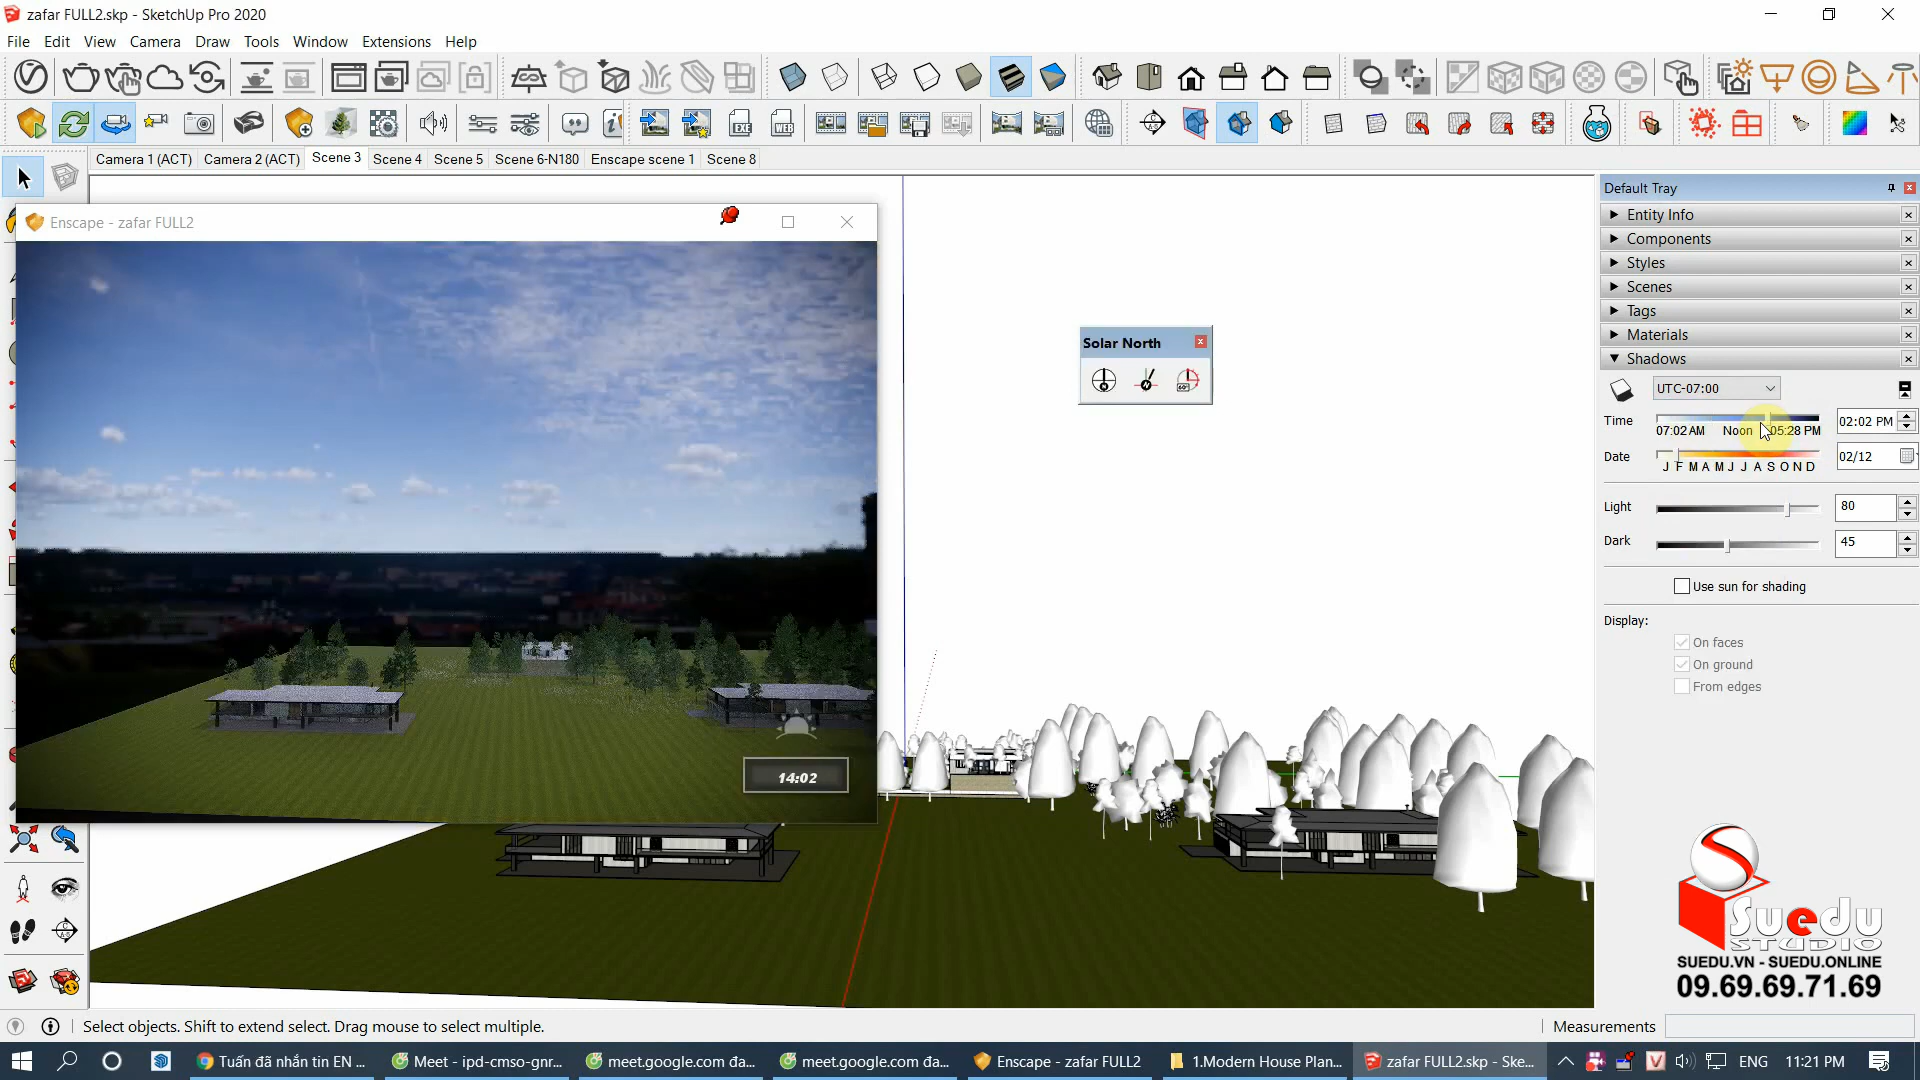 zafar FULL2.skp - SketchUp Pro 2020
File Edit View Camera Draw Tools Window Extensions Help
Camera 1 (ACT) Camera 2 (ACT) Scene 3 Scene 4 Scene 5 Scene 6-N180 Enscape scene 1 Scene 8
Enscape - zafar FULL2
14:02
Solar North
Default Tray
Entity Info
Components
Styles
Scenes
Tags
Materials
Shadows
UTC-07:00
Time
07:02 AM Noon 05:28 PM
02:02 PM
Date
J F M A M J J A S O N D
02/12
Light
80
Dark
45
Use sun for shading
Display:
On faces
On ground
From edges
Suedu
STUDIO
SUEDU.VN - SUEDU.ONLINE
09.69.69.71.69
Select objects. Shift to extend select. Drag mouse to select multiple.
Measurements
Tuấn đã nhắn tin EN ...
Meet - ipd-cmso-gnr...
meet.google.com đa...
meet.google.com đa...
Enscape - zafar FULL2
1.Modern House Plan...
zafar FULL2.skp - Ske...
ENG
11:21 PM